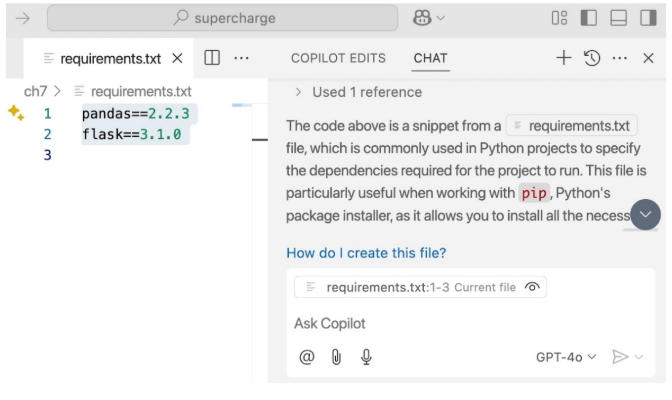 supercharge
requirements.txt
COPILOT EDITS CHAT
ch7 > requirements.txt
1 pandas==2.2.3
2 flask==3.1.0
3
> Used 1 reference
The code above is a snippet from a requirements.txt
file, which is commonly used in Python projects to specify
the dependencies required for the project to run. This file is
particularly useful when working with pip, Python's
package installer, as it allows you to install all the necess
How do I create this file?
requirements.txt:1-3 Current file
Ask Copilot
@ GPT-4o